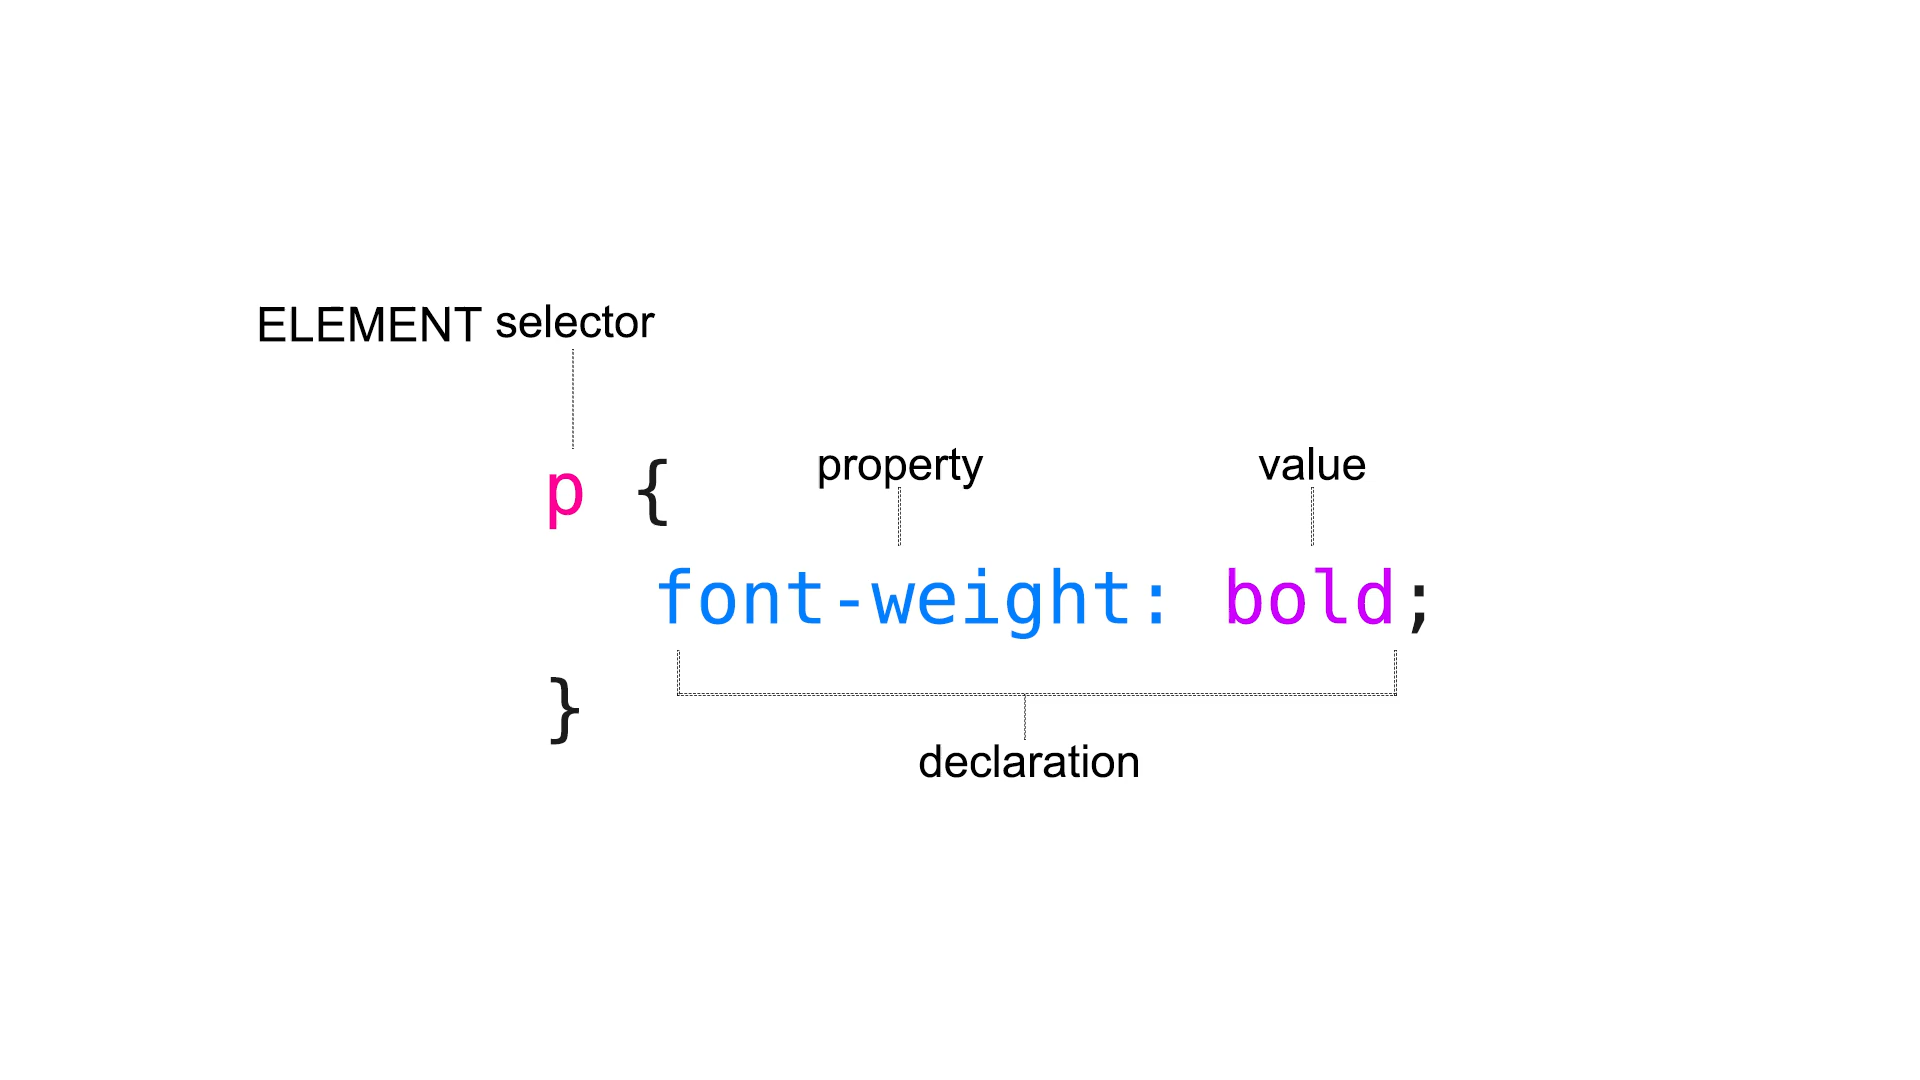 ELEMENT selector
property value
p {
font-weight: bold;
}
declaration